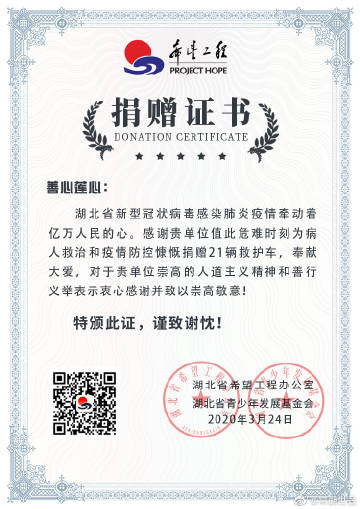 希望工程
PROJECT HOPE
捐赠证书
DONATION CERTIFICATE
善心莲心：
湖北省新型冠状病毒感染肺炎疫情牵动着
亿万人民的心。感谢贵单位值此危难时刻为病
人救治和疫情防控慷慨捐赠21辆救护车，奉献
大爱，对于贵单位崇高的人道主义精神和善行
义举表示衷心感谢并致以崇高敬意！
特颁此证，谨致谢忱！
湖北省希望工程办公室
湖北省青少年发展基金会
2020年3月24日